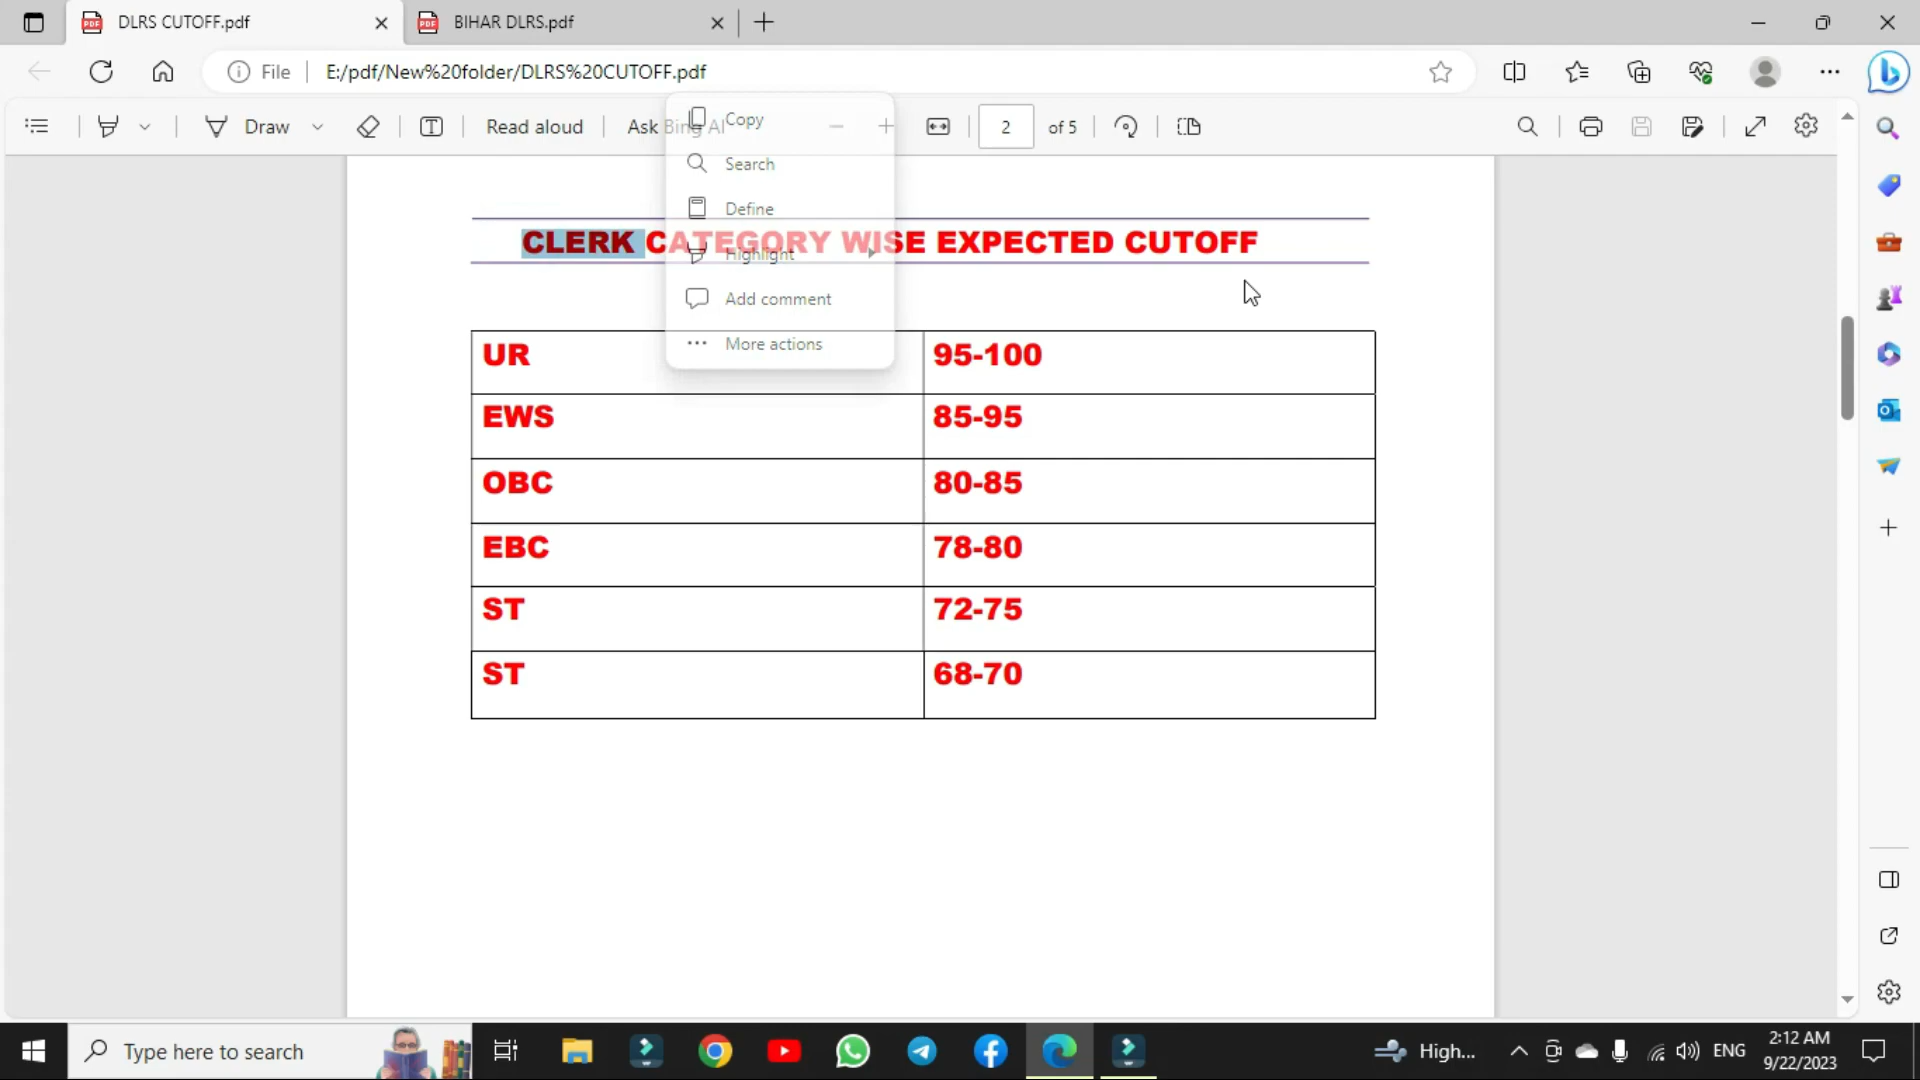 DLRS CUTOFF.pdf
BIHAR DLRS.pdf
File
E:/pdf/New%20folder/DLRS%20CUTOFF.pdf
Draw
Read aloud
Ask Bing AI
2
of 5
Copy
Search
Define
Highlight
Add comment
More actions
CLERK CATEGORY WISE EXPECTED CUTOFF
UR 95-100
EWS 85-95
OBC 80-85
EBC 78-80
ST 72-75
ST 68-70
Type here to search
High...
ENG
2:12 AM
9/22/2023